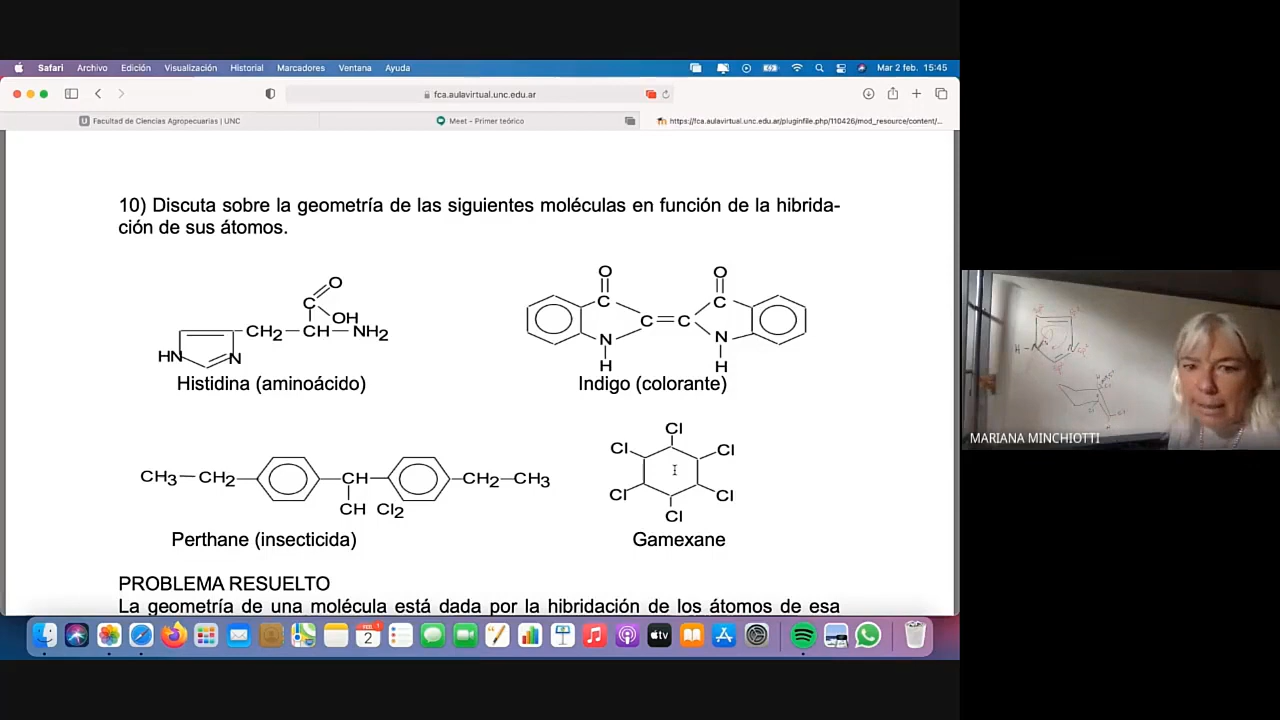 Safari Archivo Edición Visualización Historial Marcadores Ventana Ayuda Mar 2 feb. 15:45
fca.aulavirtual.unc.edu.ar
Facultad de Ciencias Agropecuarias | UNC
Meet – Primer teórico
https://fca.aulavirtual.unc.edu.ar/pluginfile.php/110426/mod_resource/content/...
10) Discuta sobre la geometría de las siguientes moléculas en función de la hibrida-
ción de sus átomos.
O
C
OH
CH2 CH NH2
HN
N
Histidina (aminoácido)
O O
C C
C C
N N
H H
Indigo (colorante)
CH3 CH2 CH CH2 CH3
CH Cl2
Perthane (insecticida)
Cl
Cl Cl
Cl Cl
Cl
Gamexane
PROBLEMA RESUELTO
La geometría de una molécula está dada por la hibridación de los átomos de esa
FEB
2
tv
MARIANA MINCHIOTTI